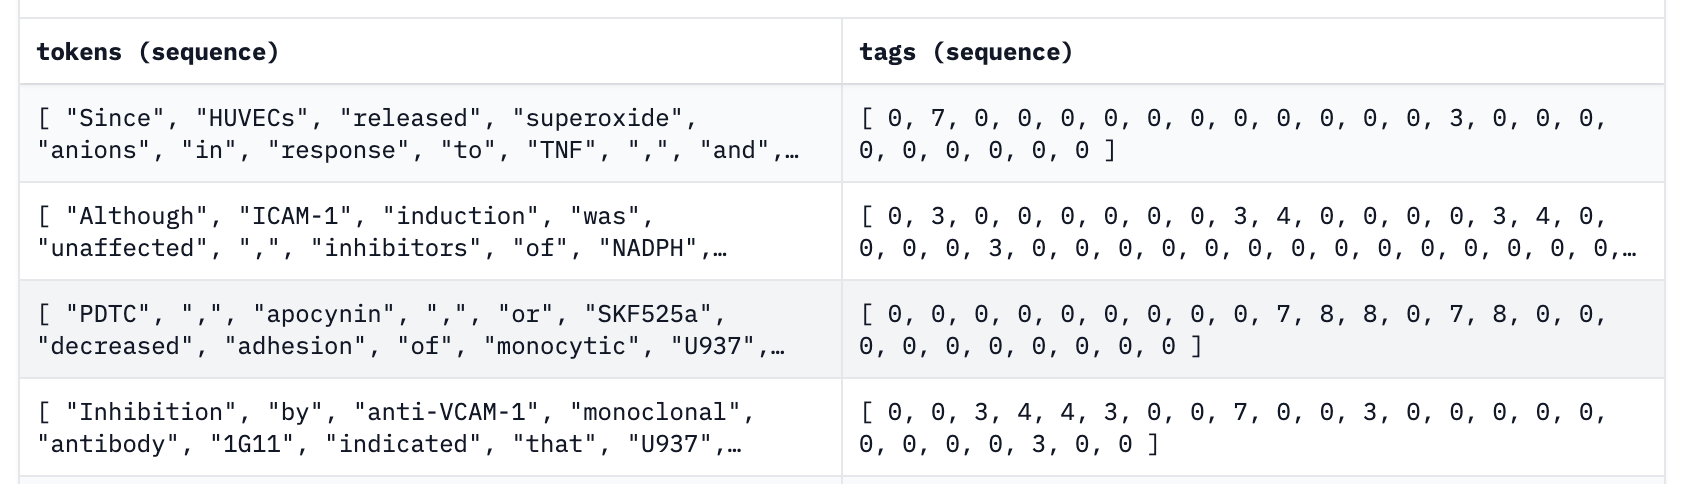 tokens (sequence)
tags (sequence)
[ "Since", "HUVECs", "released", "superoxide",
"anions", "in", "response", "to", "TNF", ",", "and",…
[ 0, 7, 0, 0, 0, 0, 0, 0, 0, 0, 0, 0, 0, 3, 0, 0, 0,
0, 0, 0, 0, 0, 0 ]
[ "Although", "ICAM-1", "induction", "was",
"unaffected", ",", "inhibitors", "of", "NADPH",…
[ 0, 3, 0, 0, 0, 0, 0, 0, 3, 4, 0, 0, 0, 0, 3, 4, 0,
0, 0, 0, 3, 0, 0, 0, 0, 0, 0, 0, 0, 0, 0, 0, 0, 0, 0,…
[ "PDTC", ",", "apocynin", ",", "or", "SKF525a",
"decreased", "adhesion", "of", "monocytic", "U937",…
[ 0, 0, 0, 0, 0, 0, 0, 0, 0, 7, 8, 8, 0, 7, 8, 0, 0,
0, 0, 0, 0, 0, 0, 0, 0 ]
[ "Inhibition", "by", "anti-VCAM-1", "monoclonal",
"antibody", "1G11", "indicated", "that", "U937",…
[ 0, 0, 3, 4, 4, 3, 0, 0, 7, 0, 0, 3, 0, 0, 0, 0, 0,
0, 0, 0, 0, 3, 0, 0 ]